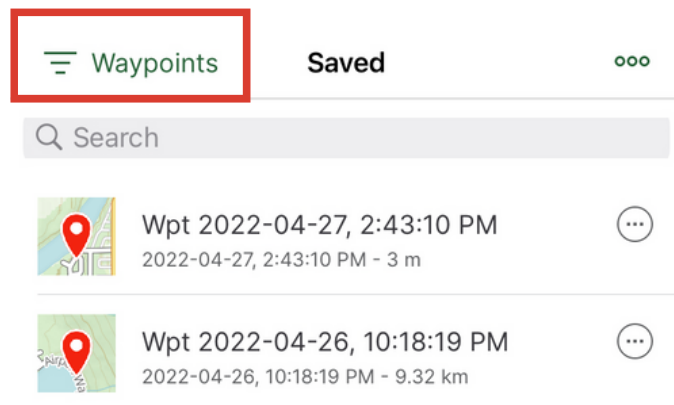 Waypoints Saved
Search
Wpt 2022-04-27, 2:43:10 PM
2022-04-27, 2:43:10 PM - 3 m
Wpt 2022-04-26, 10:18:19 PM
2022-04-26, 10:18:19 PM - 9.32 km